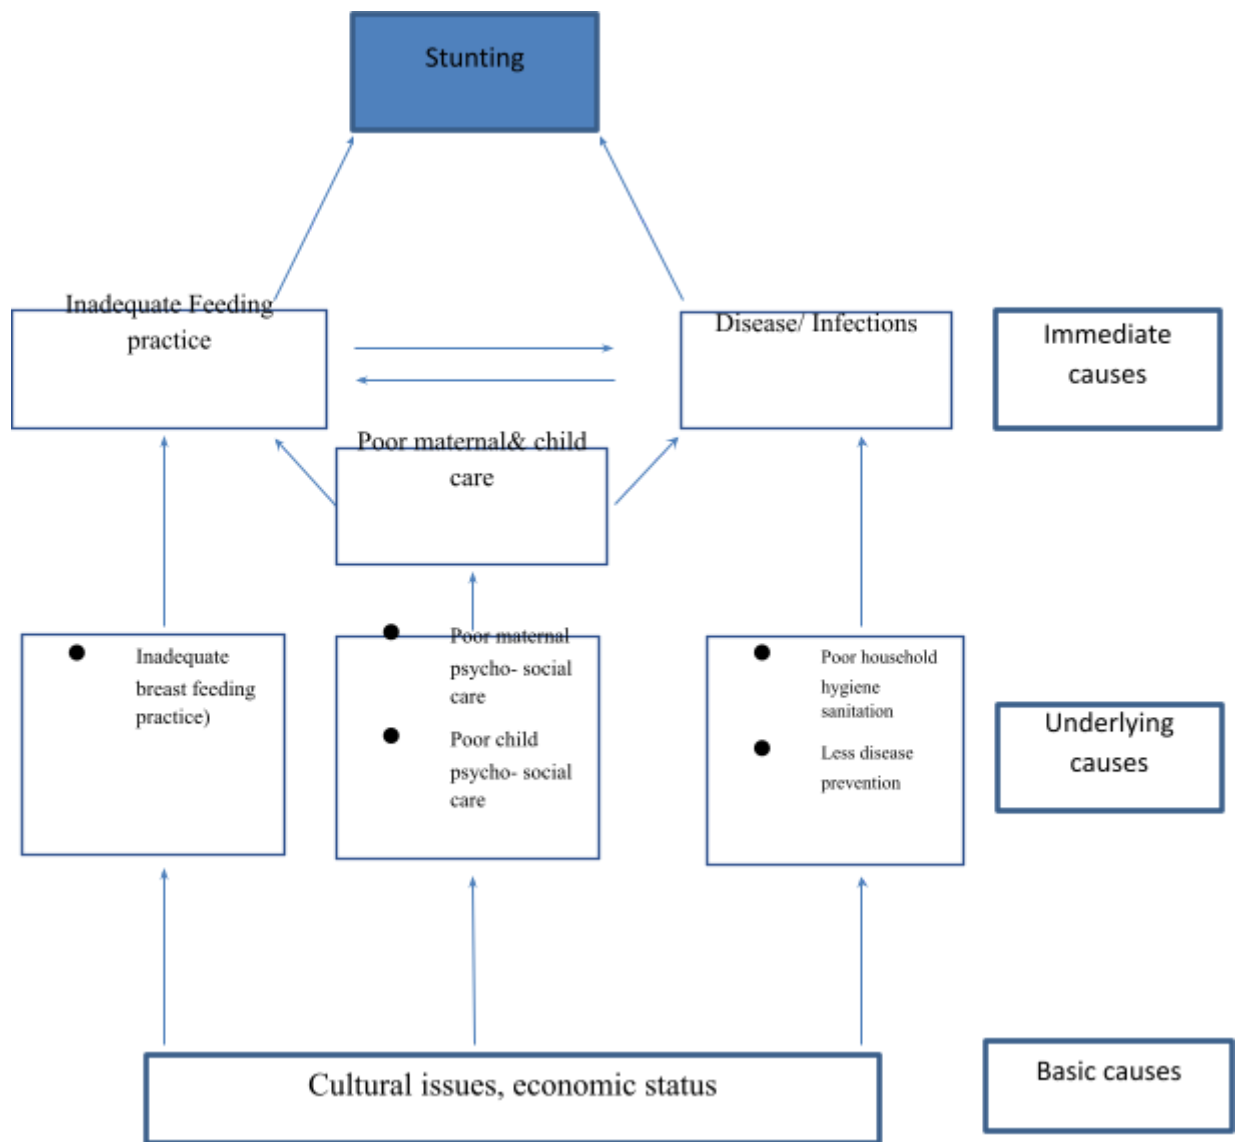 Stunting
Inadequate Feeding
practice
Disease/ Infections
Immediate
causes
Poor maternal& child
care
Inadequate
breast feeding
practice)
Poor maternal
psycho- social
care
Poor child
psycho- social
care
Poor household
hygiene
sanitation
Less disease
prevention
Underlying
causes
Cultural issues, economic status
Basic causes